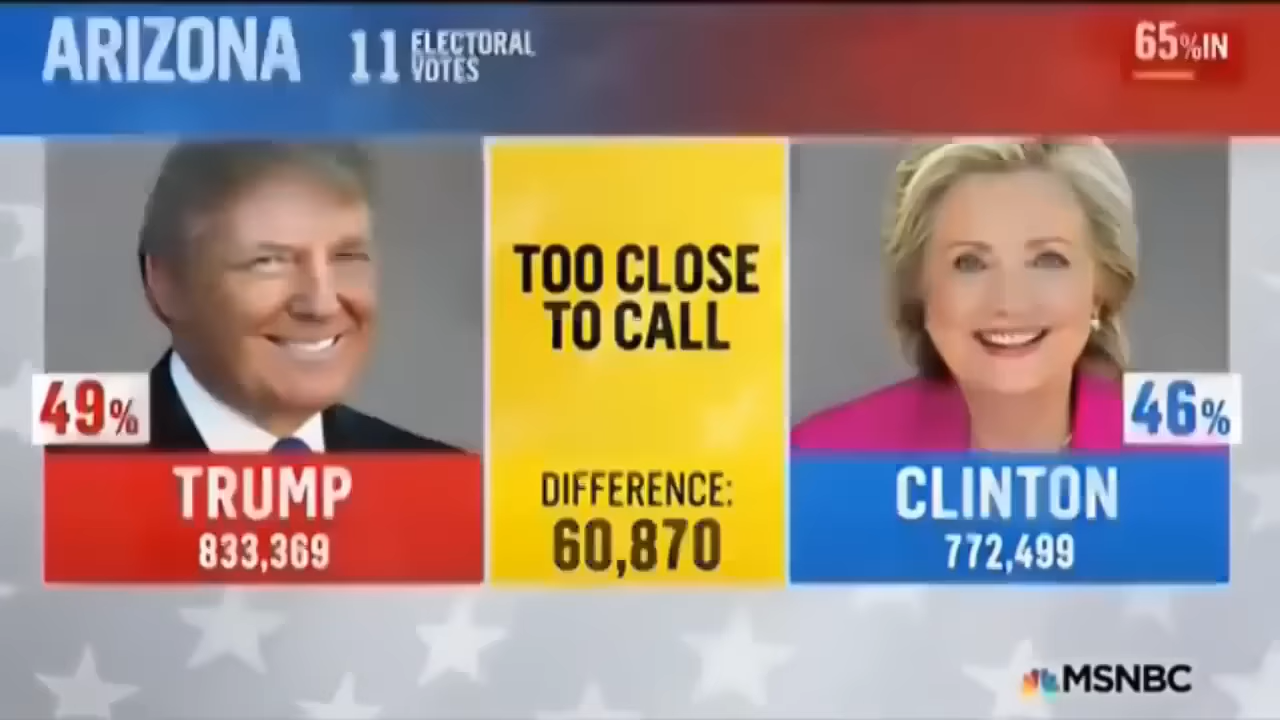 ARIZONA
11 ELECTORAL
VOTES
65%IN
TOO CLOSE
TO CALL
49%
46%
TRUMP
833,369
DIFFERENCE:
60,870
CLINTON
772,499
MSNBC